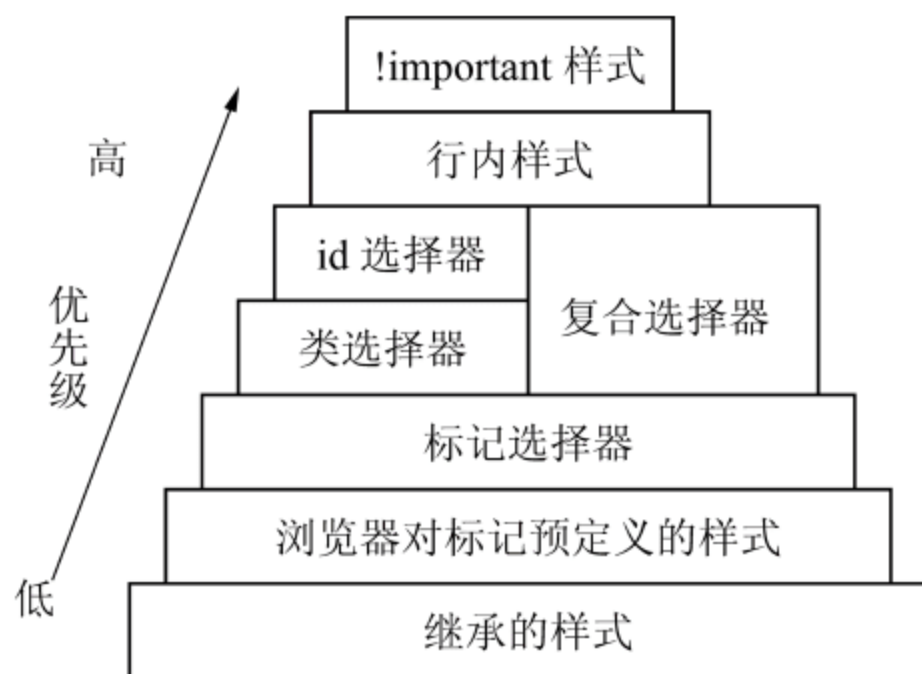 !important 样式
高
行内样式
id 选择器
复合选择器
类选择器
优先级
标记选择器
浏览器对标记预定义的样式
低
继承的样式